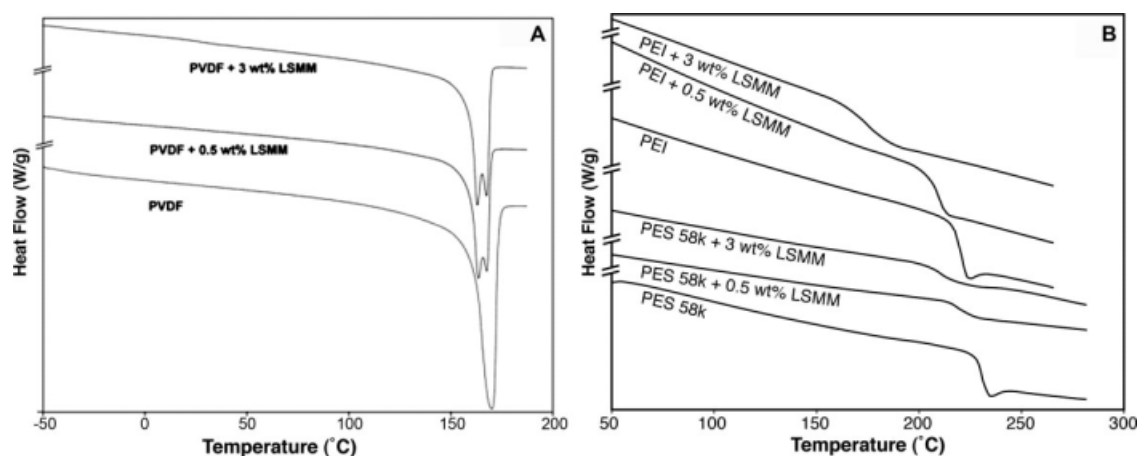 A
PVDF + 3 wt% LSMM
PVDF + 0.5 wt% LSMM
PVDF
Heat Flow (W/g)
-50 0 50 100 150 200
Temperature (˚C)
B
PEI + 3 wt% LSMM
PEI + 0.5 wt% LSMM
PEI
PES 58k + 3 wt% LSMM
PES 58k + 0.5 wt% LSMM
PES 58k
Heat Flow (W/g)
50 100 150 200 250 300
Temperature (˚C)